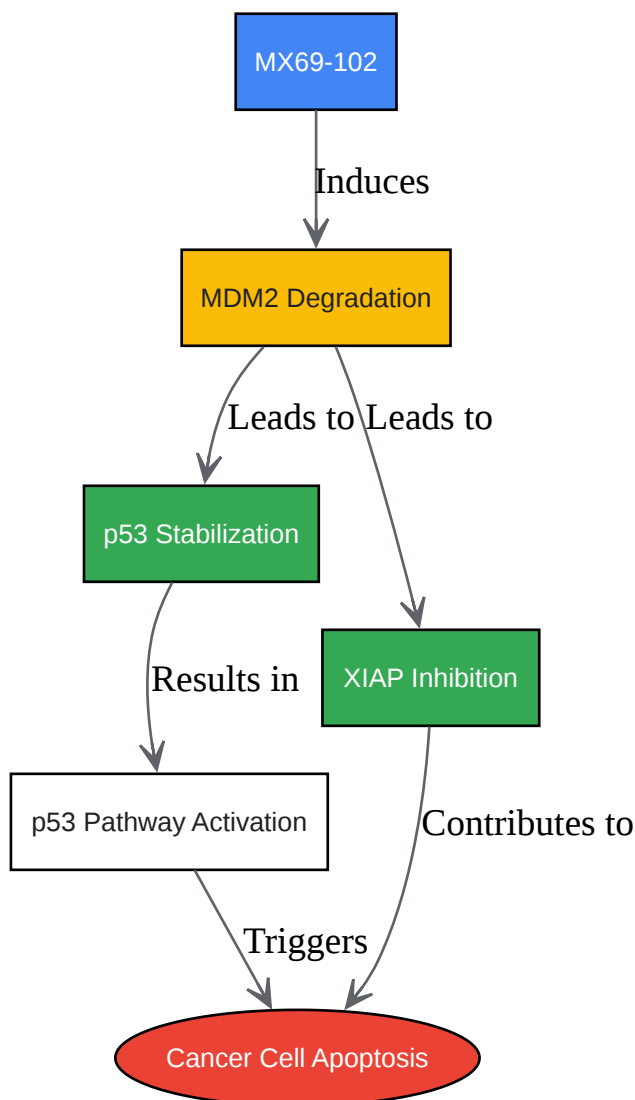 MX69-102
Induces
MDM2 Degradation
Leads to
Leads to
p53 Stabilization
XIAP Inhibition
Results in
p53 Pathway Activation
Contributes to
Triggers
Cancer Cell Apoptosis